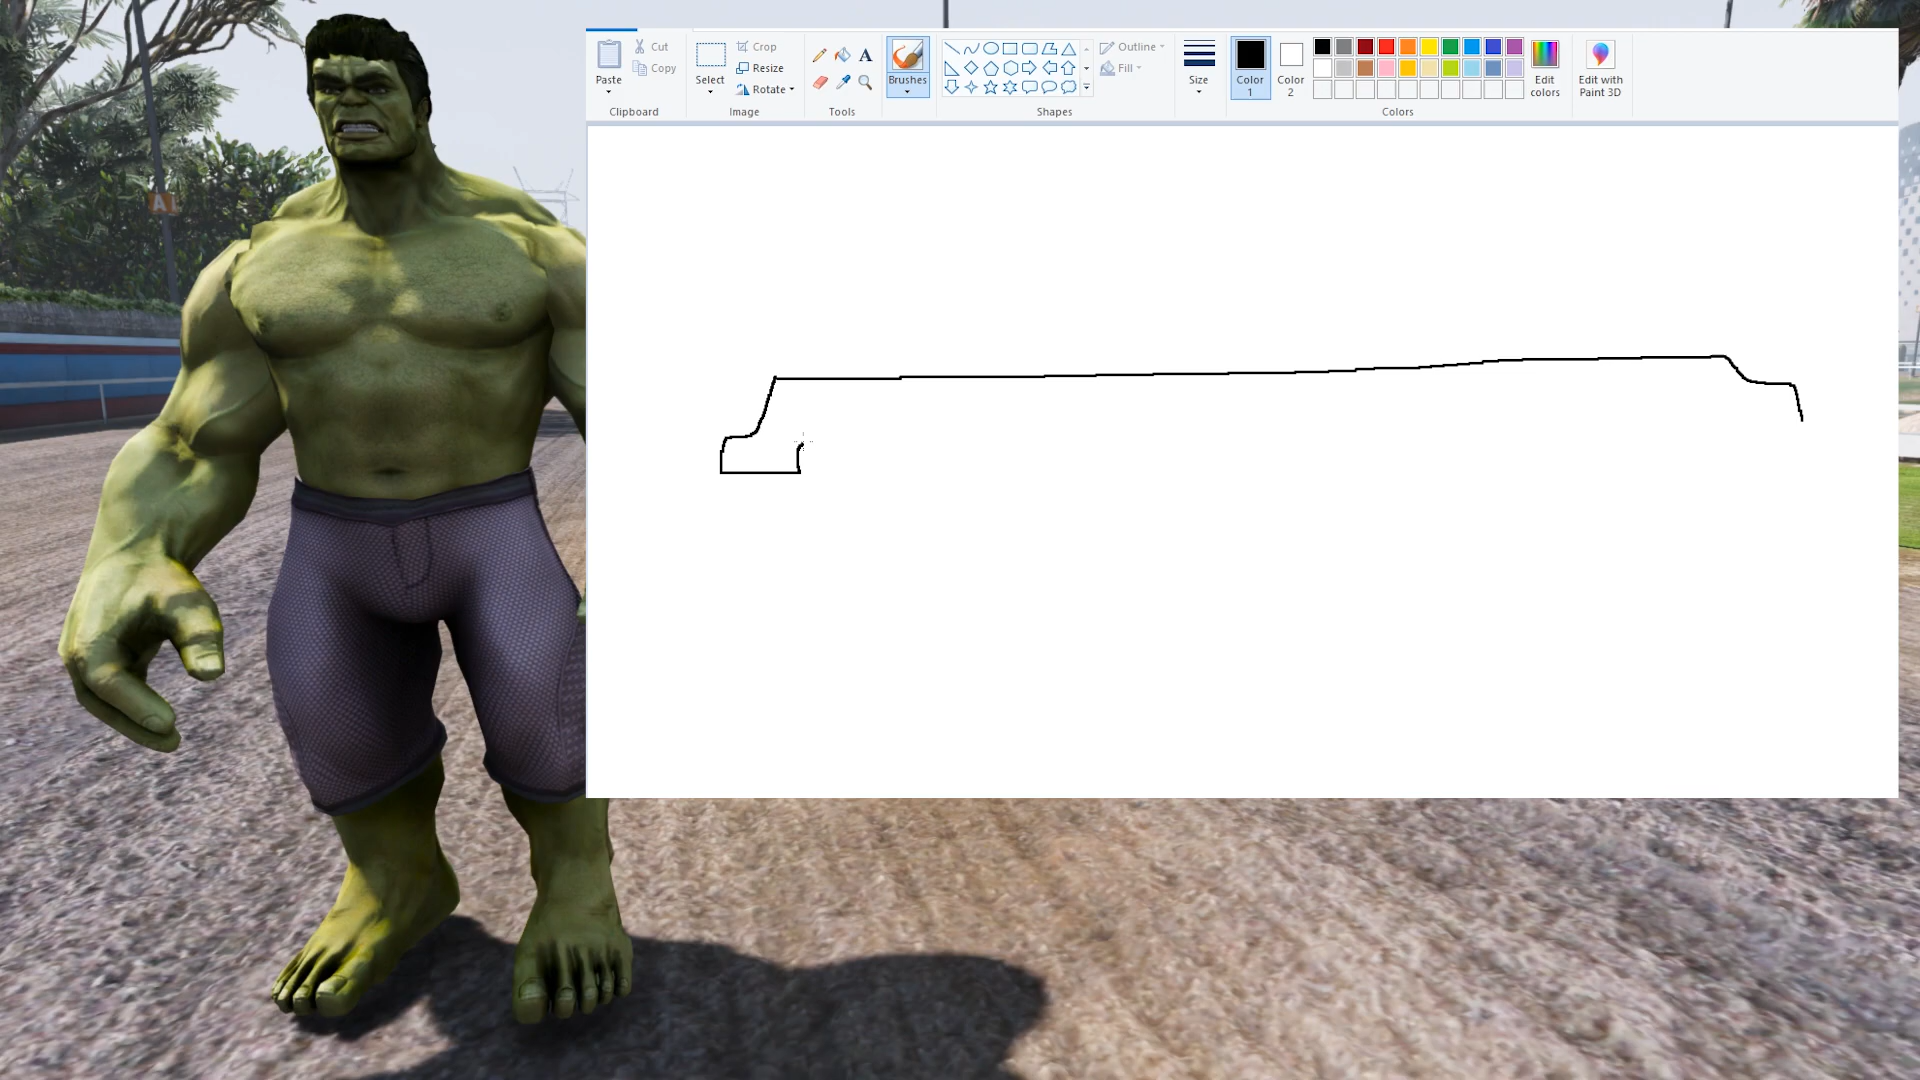 Paste
Cut
Copy
Clipboard
Select
Crop
Resize
Rotate
Image
A
Tools
Brushes
Outline
Fill
Shapes
Size
Color
1
Color
2
Edit
colors
Colors
Edit with
Paint 3D
A